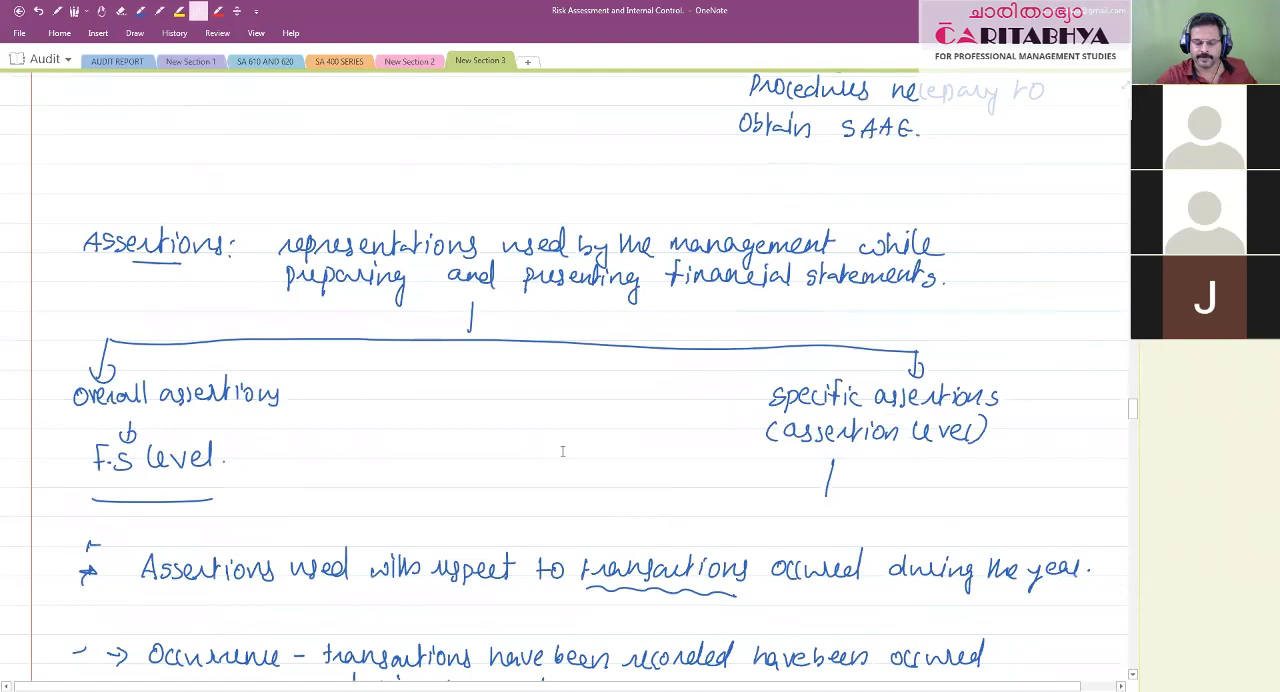 Risk Assessment and Internal Control. - OneNote
File Home Insert Draw History Review View Help
ചാരിതാഭ്യാ
CARITABHYA
FOR PROFESSIONAL MANAGEMENT STUDIES
Audit
AUDIT REPORT New Section 1 SA 610 AND 620 SA 400 SERIES New Section 2 New Section 3 +
Procedures necessary to
Obtain SAAE.
Assertions: representations used by the management while
preparing and presenting financial statements.
Overall assertions
F.S level.
Specific assertions
(assertion level)
J
Assertions used with respect to transactions occured during the year.
→ Occurrence - transactions have been recorded have been occured